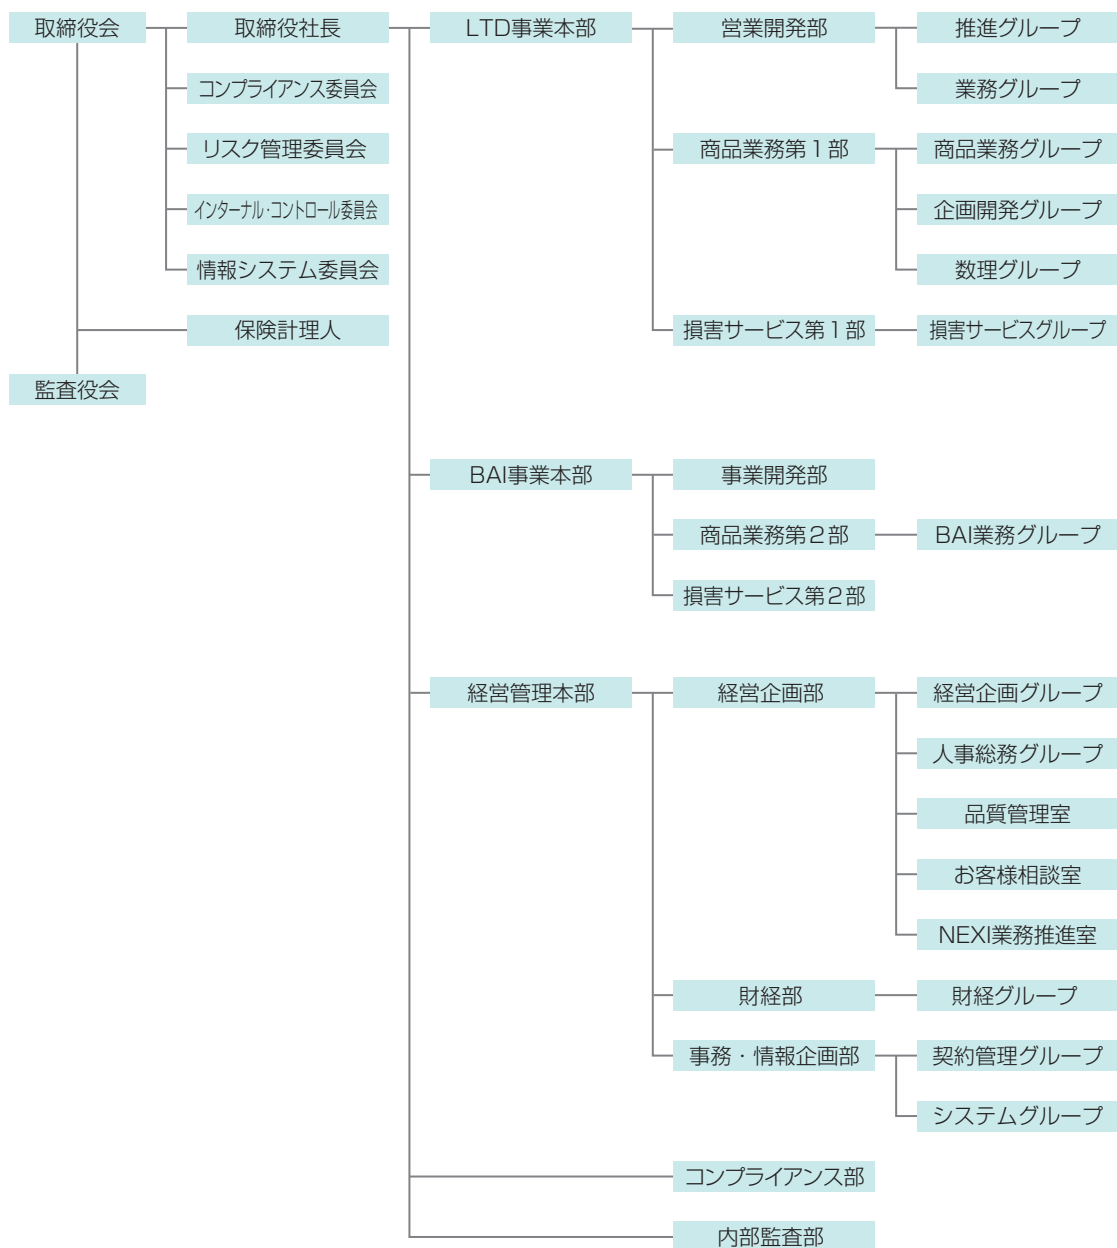 取締役会
取締役社長
コンプライアンス委員会
リスク管理委員会
インターナル・コントロール委員会
情報システム委員会
保険計理人
監査役会
LTD事業本部
営業開発部
推進グループ
業務グループ
商品業務第１部
商品業務グループ
企画開発グループ
数理グループ
損害サービス第１部
損害サービスグループ
BAI事業本部
事業開発部
商品業務第２部
BAI業務グループ
損害サービス第２部
経営管理本部
経営企画部
経営企画グループ
人事総務グループ
品質管理室
お客様相談室
NEXI業務推進室
財経部
財経グループ
事務・情報企画部
契約管理グループ
システムグループ
コンプライアンス部
内部監査部